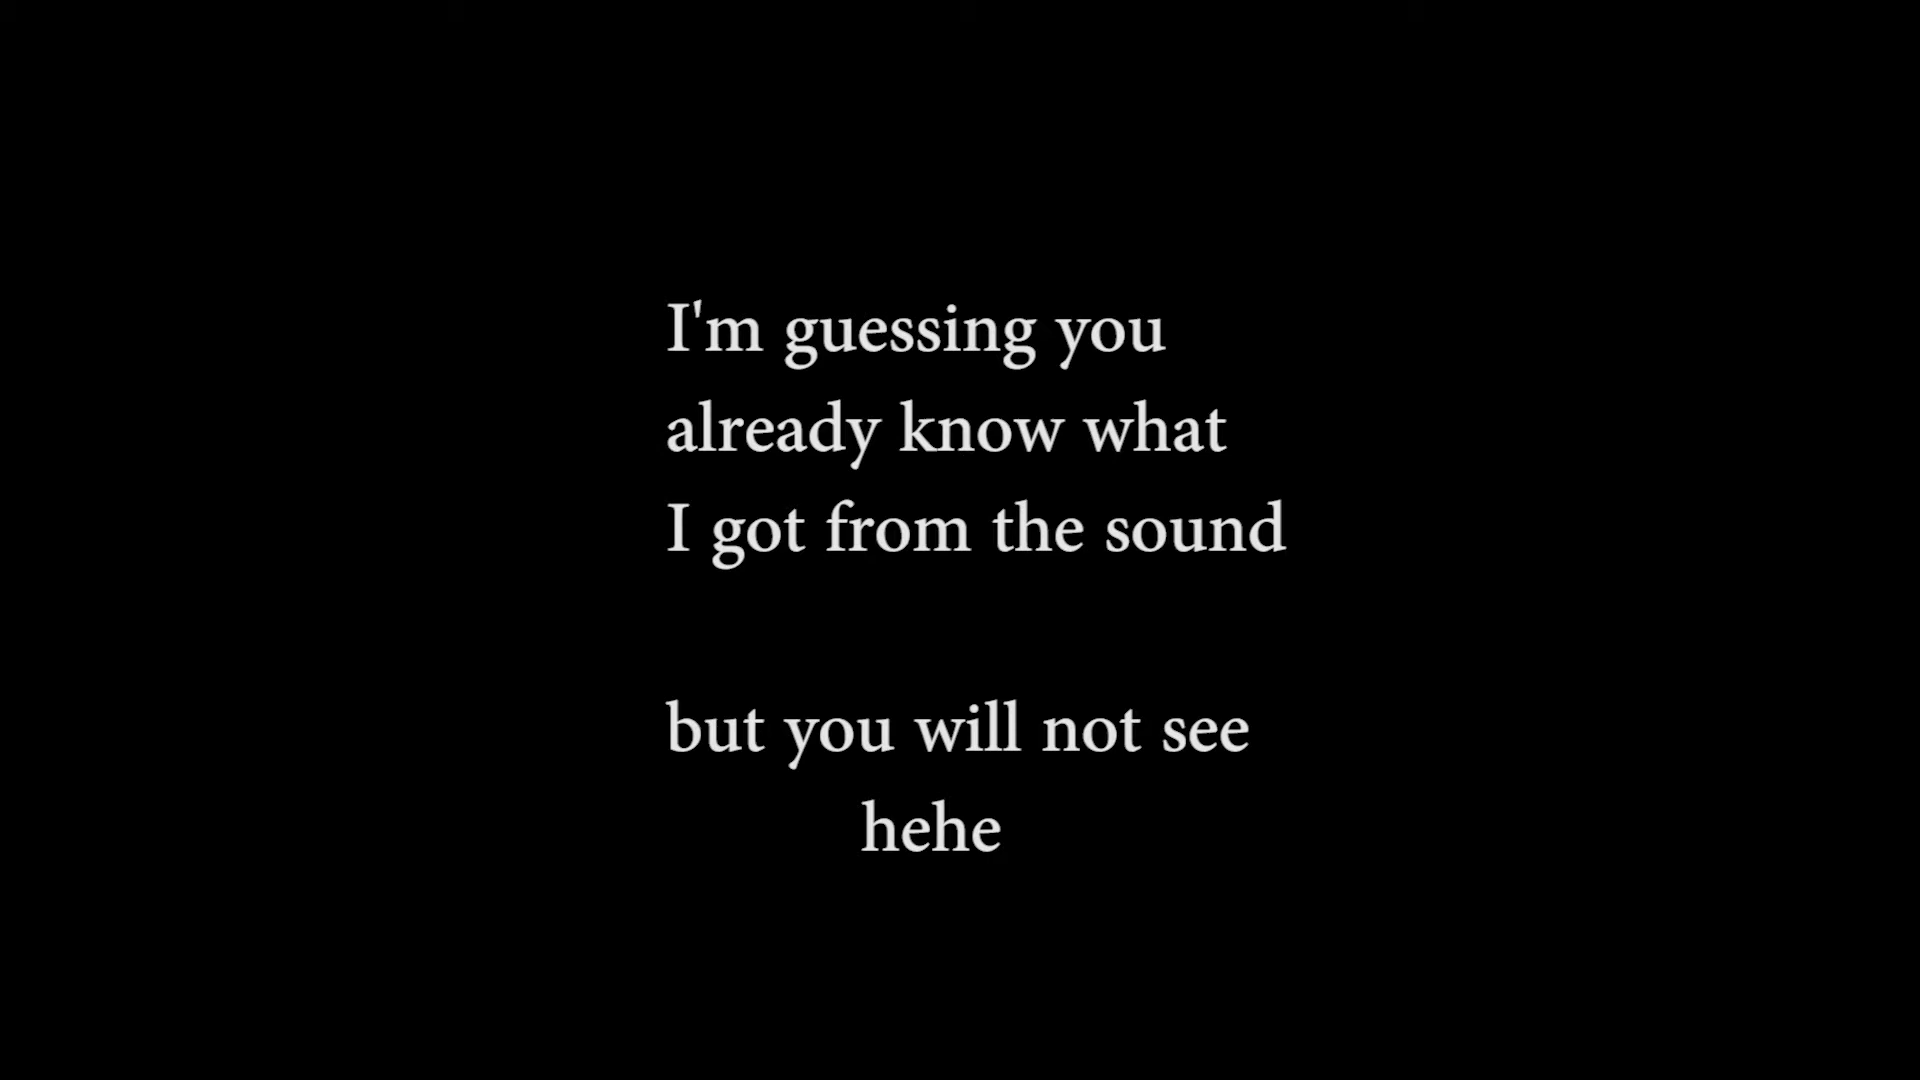 I'm guessing you
already know what
I got from the sound
but you will not see
hehe